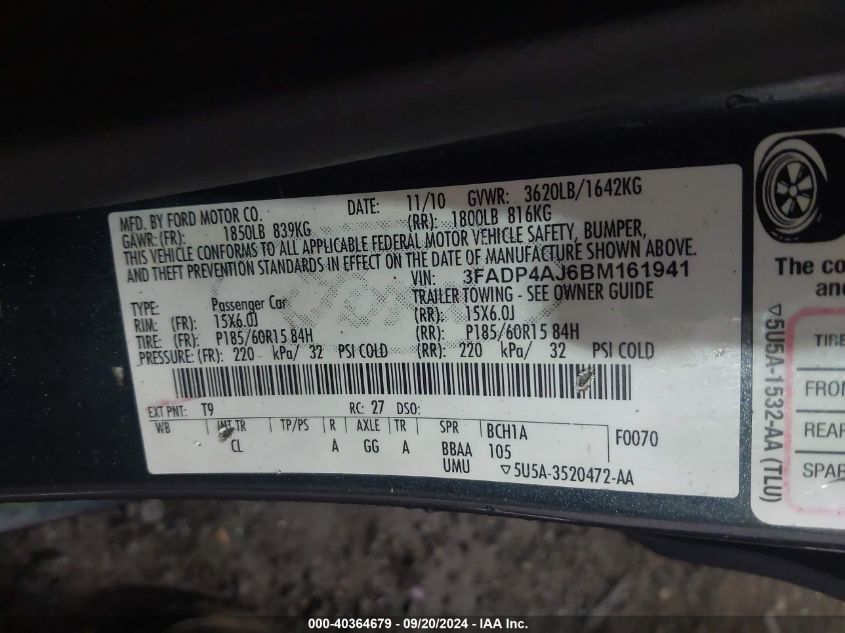 MFD. BY FORD MOTOR CO. DATE: 11/10 GVWR: 3620LB/1642KG
GAWR: (FR): 1850LB 839KG (RR): 1800LB 816KG
THIS VEHICLE CONFORMS TO ALL APPLICABLE FEDERAL MOTOR VEHICLE SAFETY, BUMPER,
AND THEFT PREVENTION STANDARDS IN EFFECT ON THE DATE OF MANUFACTURE SHOWN ABOVE.
VIN: 3FADP4AJ6BM161941
TYPE: Passenger Car TRAILER TOWING - SEE OWNER GUIDE
RIM: (FR): 15X6.0J (RR): 15X6.0J
TIRE: (FR): P185/60R15 84H (RR): P185/60R15 84H
PRESSURE: (FR): 220 kPa/ 32 PSI COLD (RR): 220 kPa/ 32 PSI COLD
EXT PNT: T9 RC: 27 DSO:
WB INT TR TP/PS R AXLE TR SPR BCH1A F0070
CL A GG A BBAA 105
UMU ▽5U5A-3520472-AA
The co
an
▽5U5A-1532-AA (TLU)
TIRE
FRO
REAR
SPAR
000-40364679 - 09/20/2024 - IAA Inc.